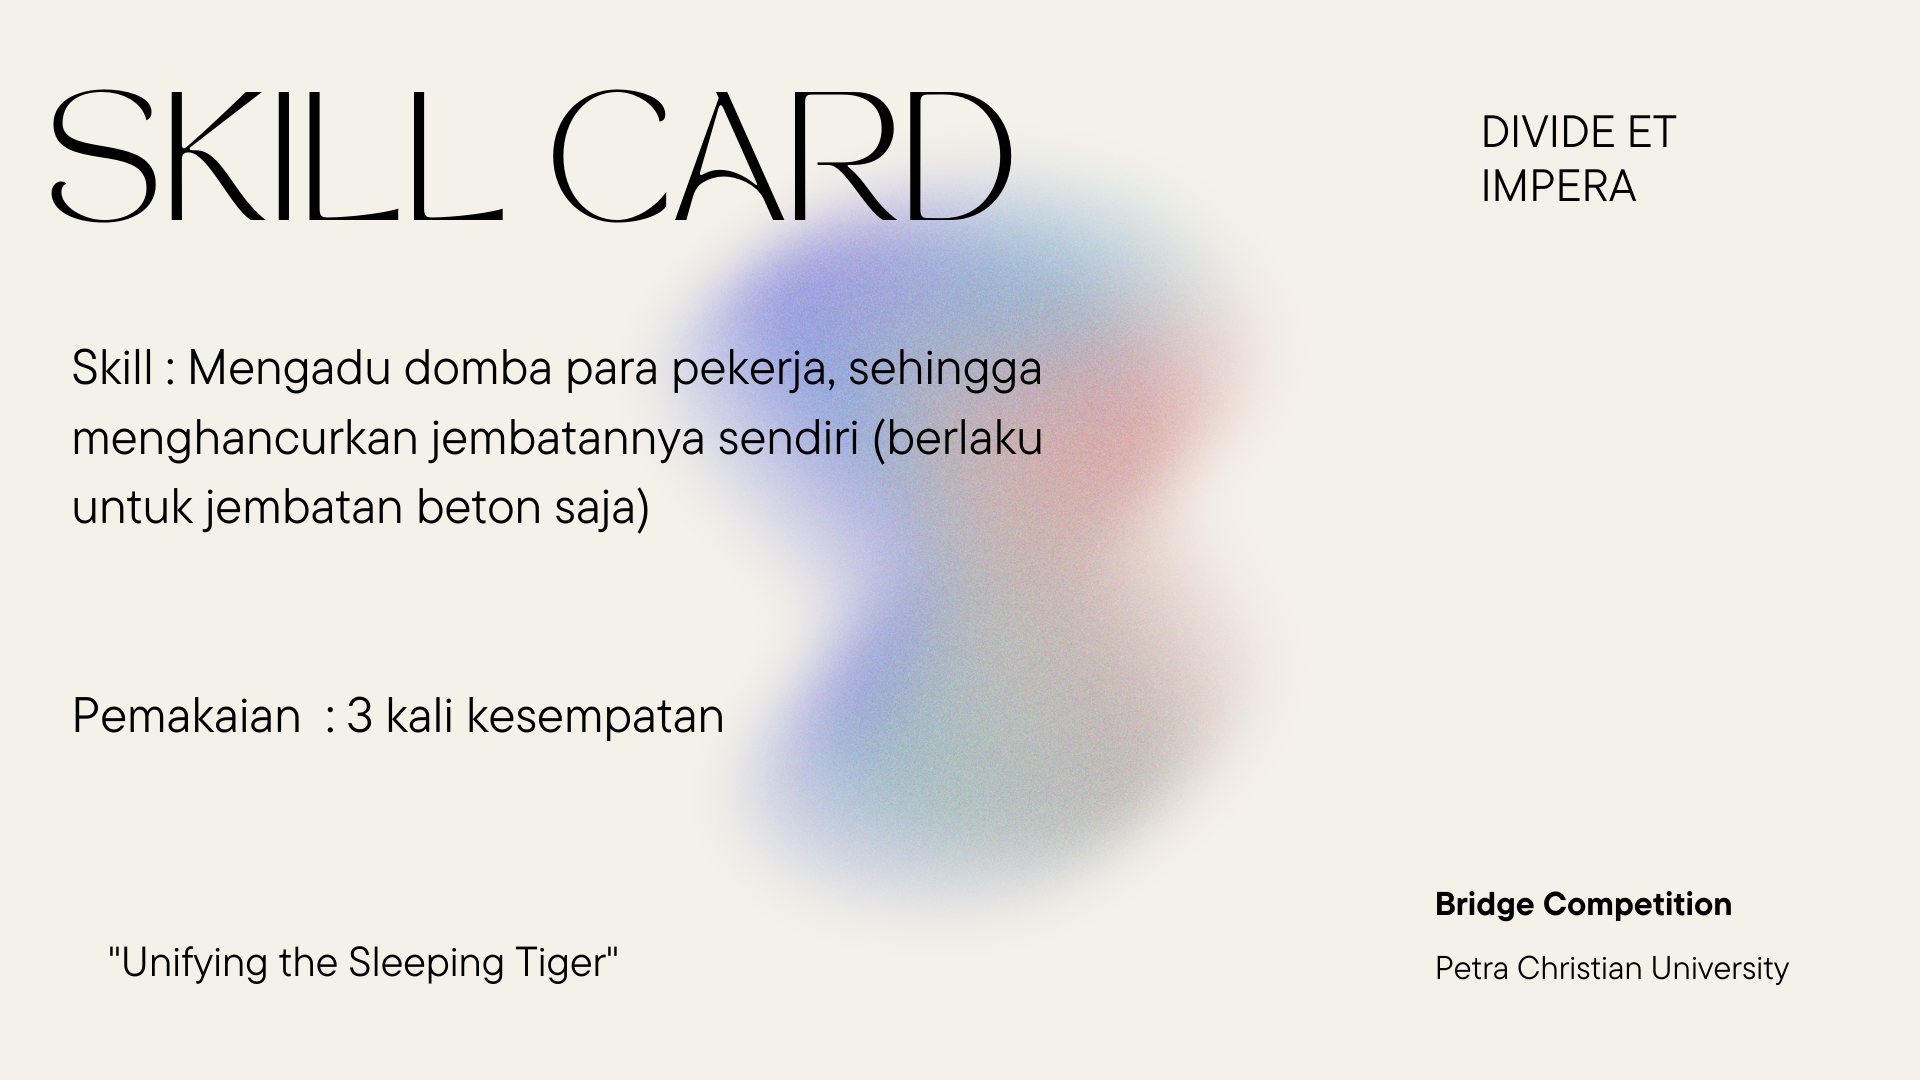 SKILL CARD
DIVIDE ET
IMPERA
Skill : Mengadu domba para pekerja, sehingga
menghancurkan jembatannya sendiri (berlaku
untuk jembatan beton saja)
Pemakaian  : 3 kali kesempatan
"Unifying the Sleeping Tiger"
Bridge Competition
Petra Christian University